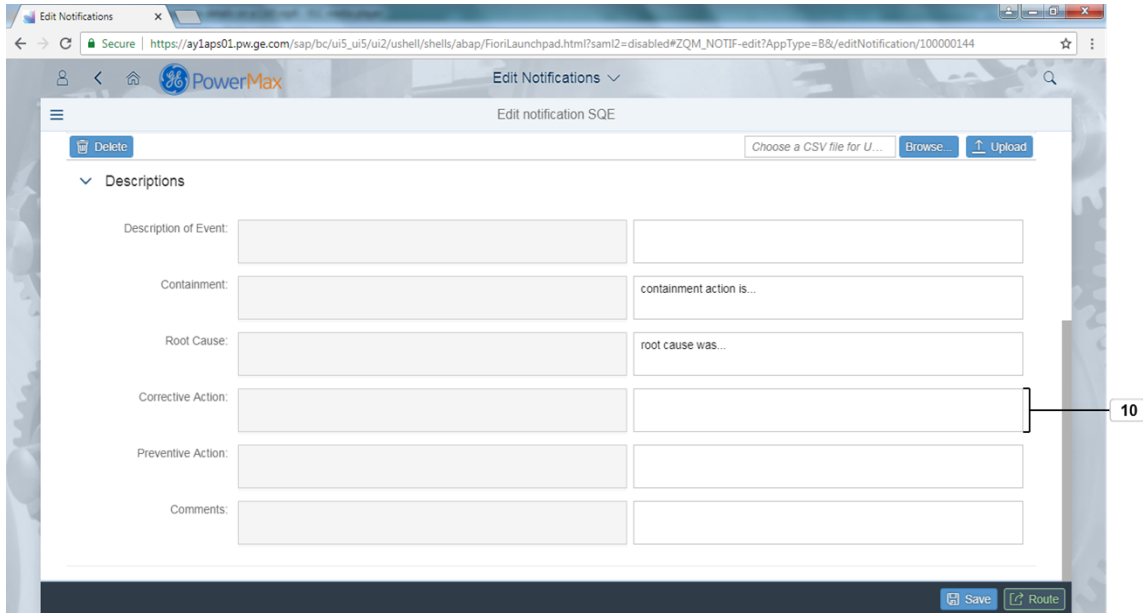 Edit Notifications
Secure | https://ay1aps01.pw.ge.com/sap/bc/ui5_ui5/ui2/ushell/shells/abap/FioriLaunchpad.html?saml2=disabled#ZQM_NOTIF-edit?AppType=B&/editNotification/100000144
PowerMax Edit Notifications
Edit notification SQE
Delete Choose a CSV file for U... Browse... Upload
Descriptions
Description of Event:
Containment: containment action is...
Root Cause: root cause was...
Corrective Action:
10
Preventive Action:
Comments:
Save Route